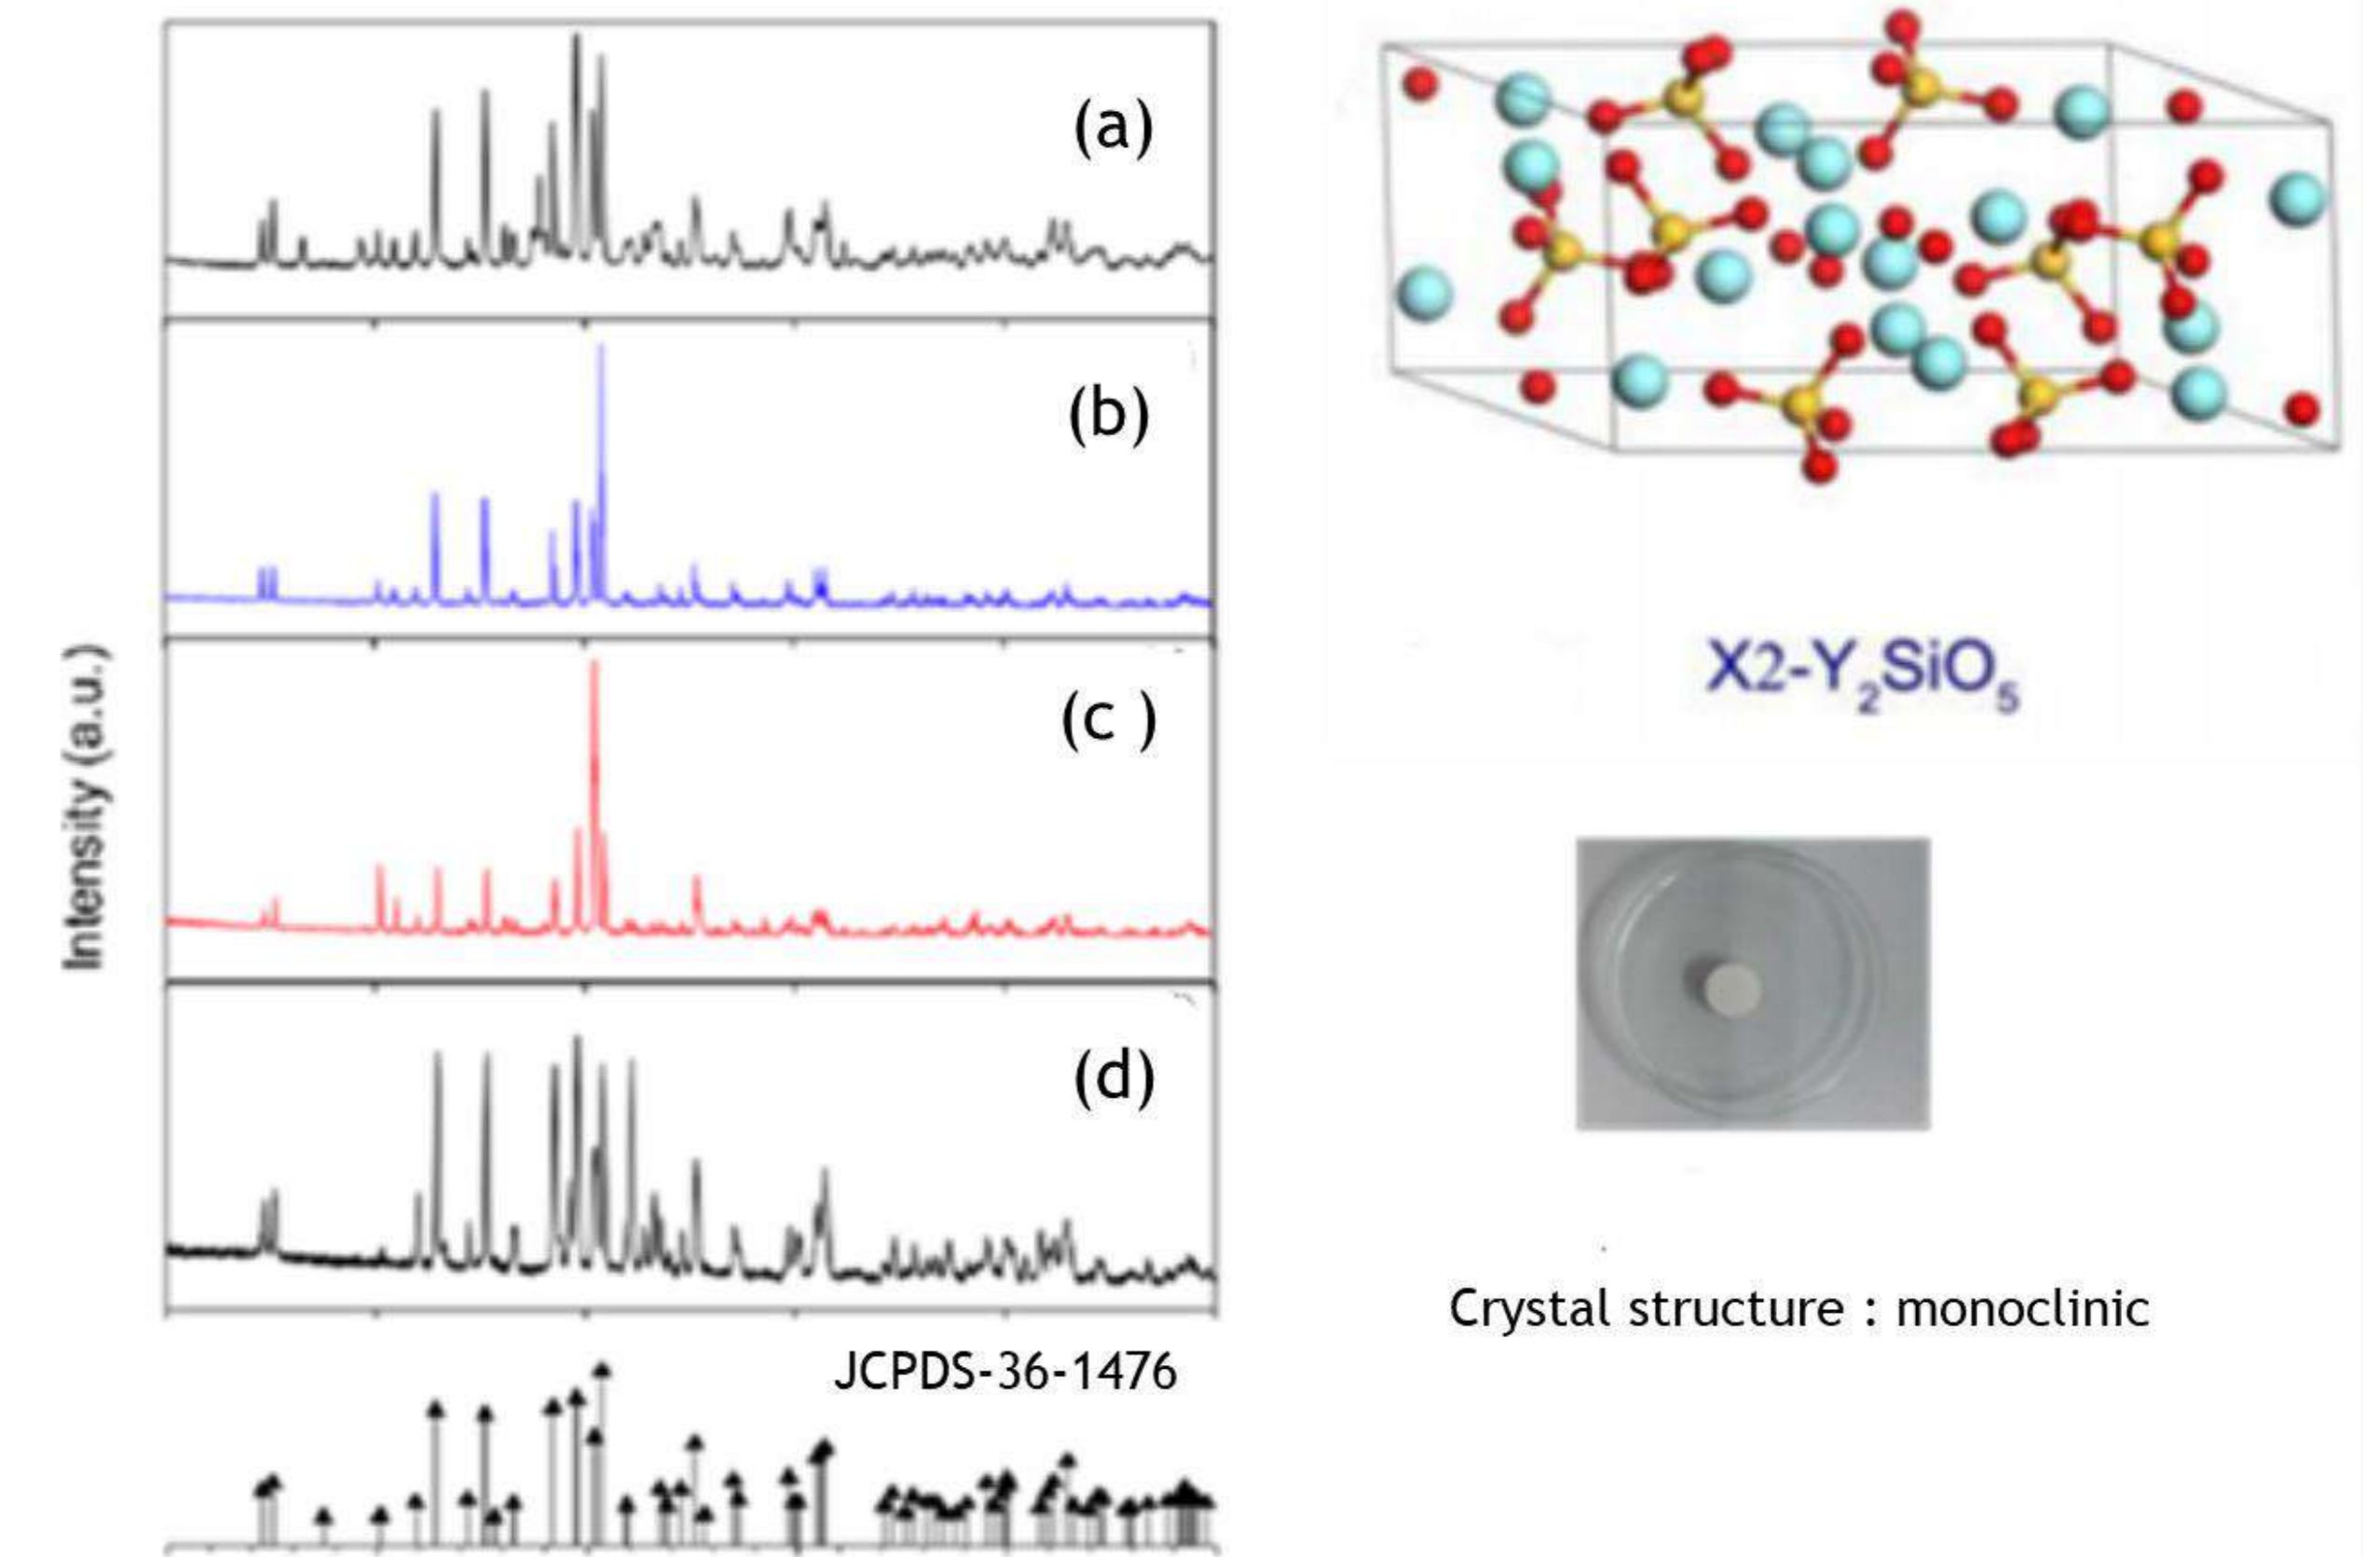 Intensity (a.u.)
(a)
(b)
(c )
(d)
JCPDS-36-1476
X2-Y₂SiO₅
Crystal structure : monoclinic